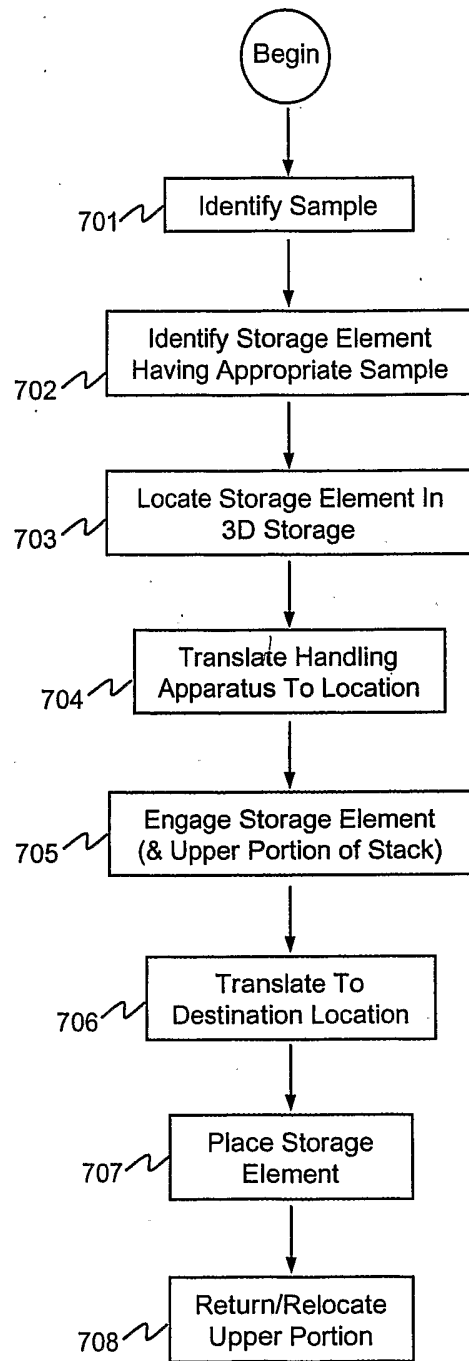 Begin
701
Identify Sample
702
Identify Storage Element
Having Appropriate Sample
703
Locate Storage Element In
3D Storage
704
Translate Handling
Apparatus To Location
705
Engage Storage Element
(& Upper Portion of Stack)
706
Translate To
Destination Location
707
Place Storage
Element
708
Return/Relocate
Upper Portion